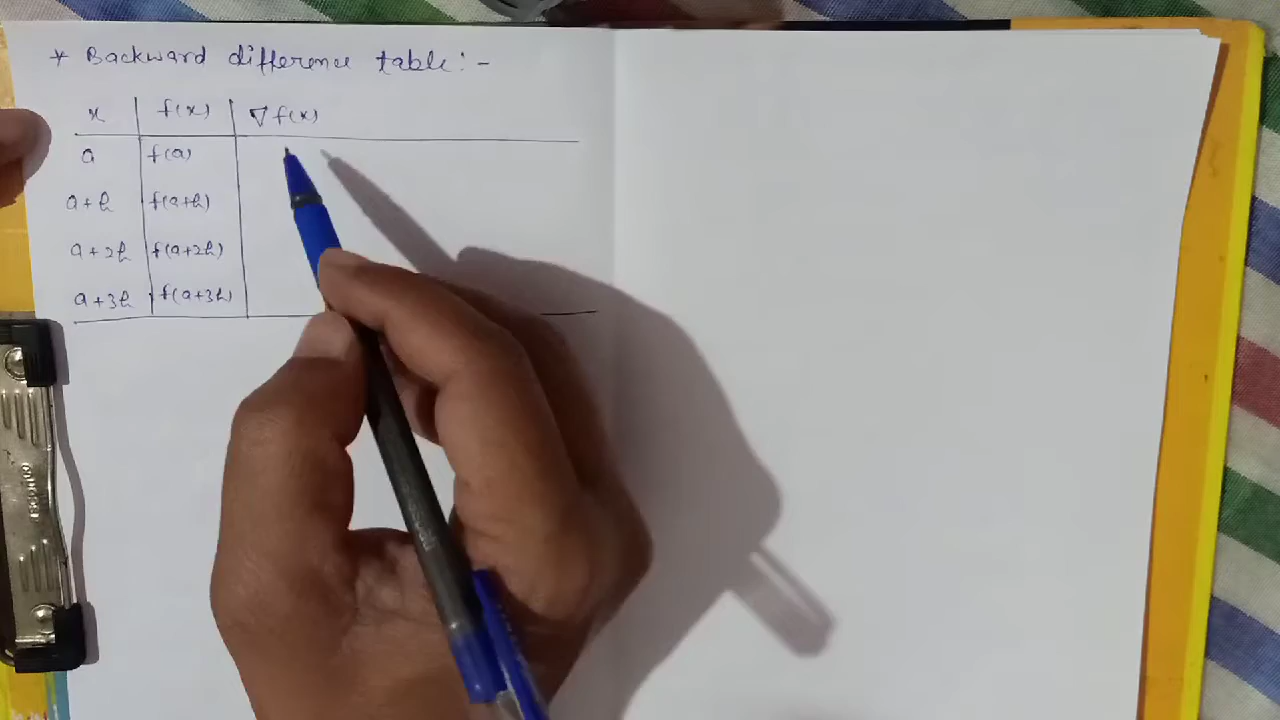 * Backward difference table:-
x f(x) ∇f(x)
a f(a)
a+h f(a+h)
a+2h f(a+2h)
a+3h f(a+3h)